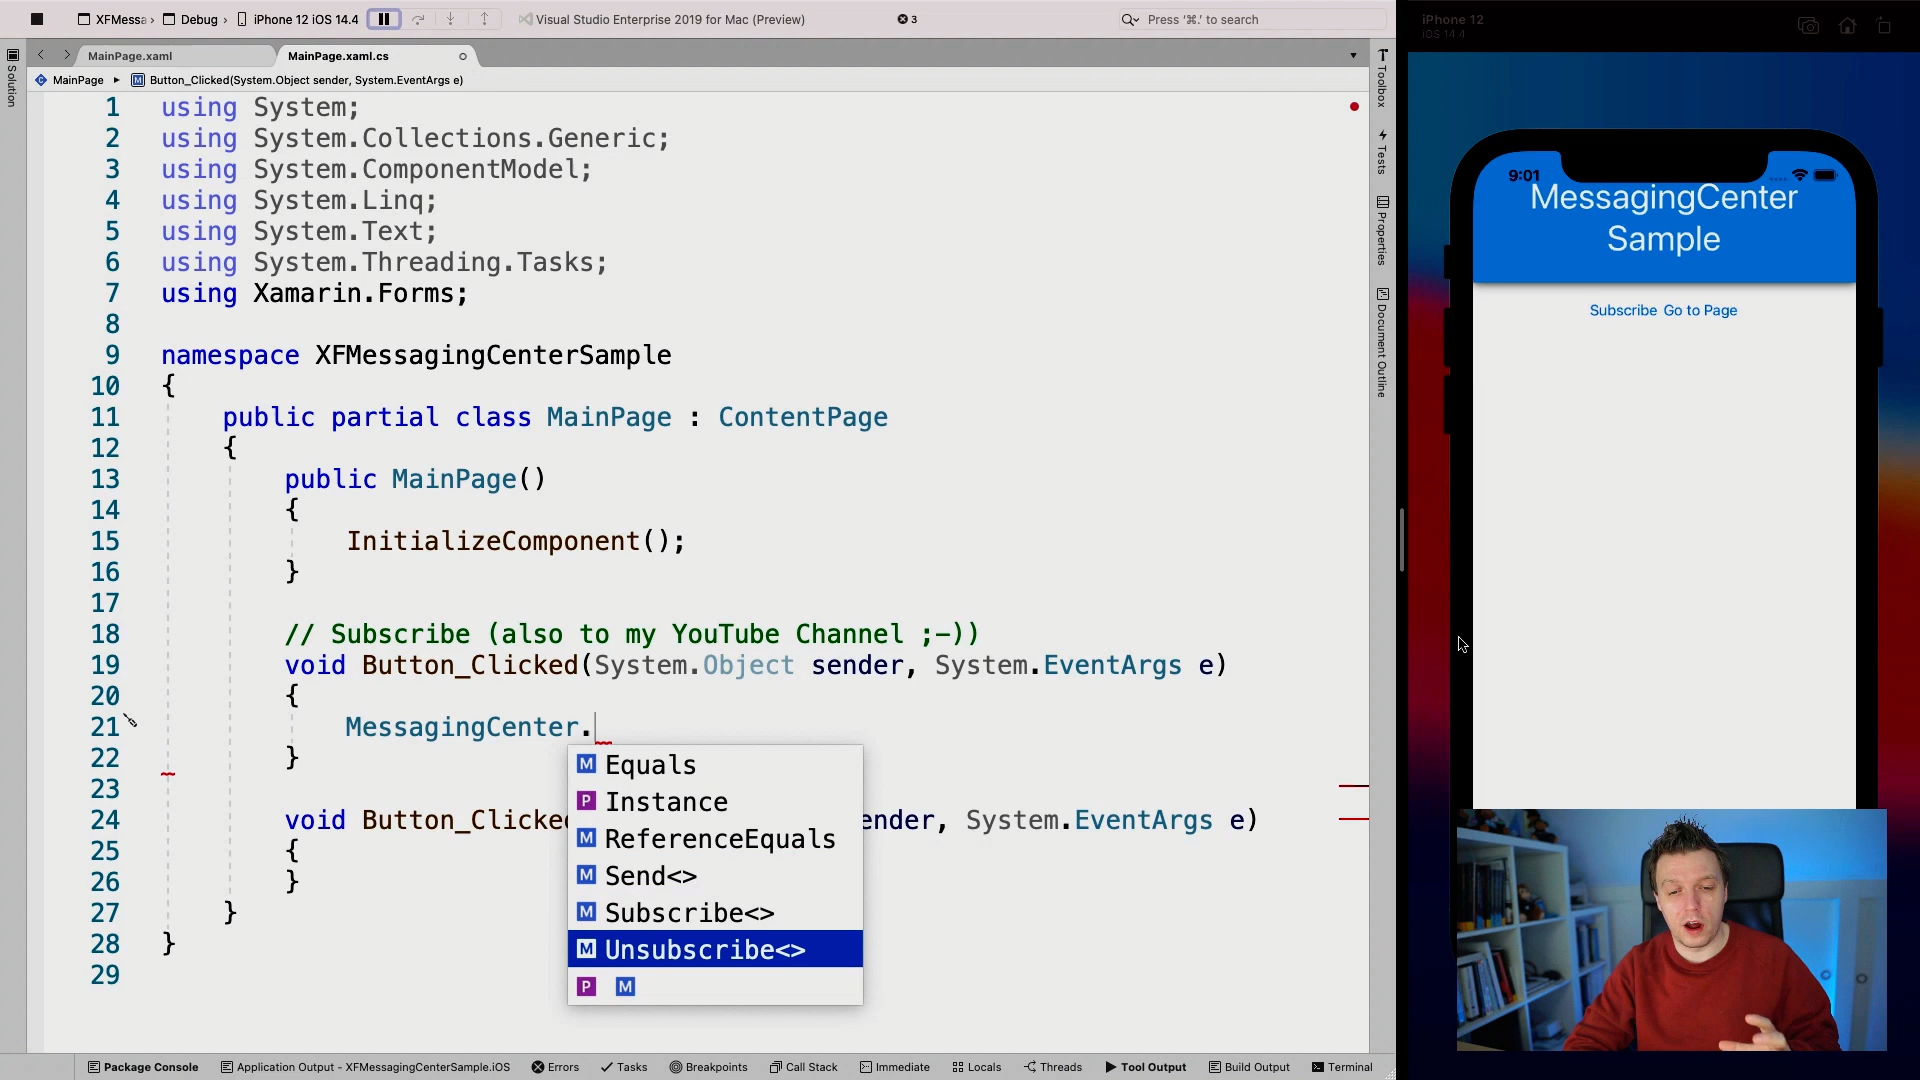 XFMessa › Debug › iPhone 12 iOS 14.4
Visual Studio Enterprise 2019 for Mac (Preview)
3
Press '⌘.' to search
MainPage.xaml
MainPage.xaml.cs
MainPage ▸ M Button_Clicked(System.Object sender, System.EventArgs e)
Solution
1 using System;
2 using System.Collections.Generic;
3 using System.ComponentModel;
4 using System.Linq;
5 using System.Text;
6 using System.Threading.Tasks;
7 using Xamarin.Forms;
8
9 namespace XFMessagingCenterSample
10 {
11 public partial class MainPage : ContentPage
12 {
13 public MainPage()
14 {
15 InitializeComponent();
16 }
17
18 // Subscribe (also to my YouTube Channel ;-))
19 void Button_Clicked(System.Object sender, System.EventArgs e)
20 {
21 MessagingCenter.
22 }
23
24 void Button_Clicke ender, System.EventArgs e)
25 {
26 }
27 }
28 }
29
M Equals
P Instance
M ReferenceEquals
M Send<>
M Subscribe<>
M Unsubscribe<>
P M
Toolbox
Tests
Properties
Document Outline
Package Console
Application Output - XFMessagingCenterSample.iOS
Errors
Tasks
Breakpoints
Call Stack
Immediate
Locals
Threads
Tool Output
Build Output
Terminal
iPhone 12
iOS 14.4
9:01
MessagingCenter
Sample
Subscribe Go to Page